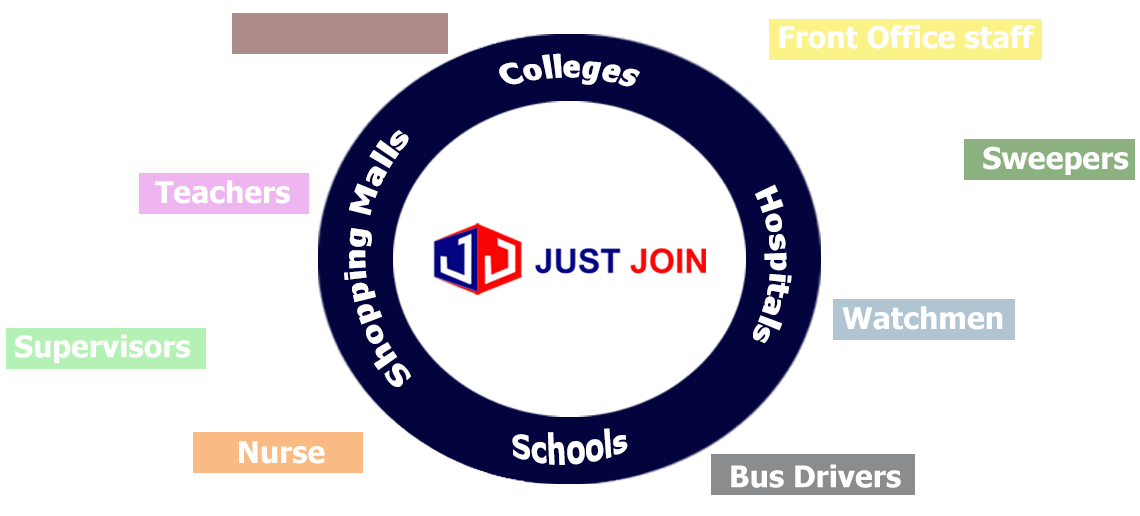 Front Office staff
Colleges
Sweepers
Teachers
Shopping Malls
Hospitals
JJ JUST JOIN
Watchmen
Supervisors
Nurse
Schools
Bus Drivers